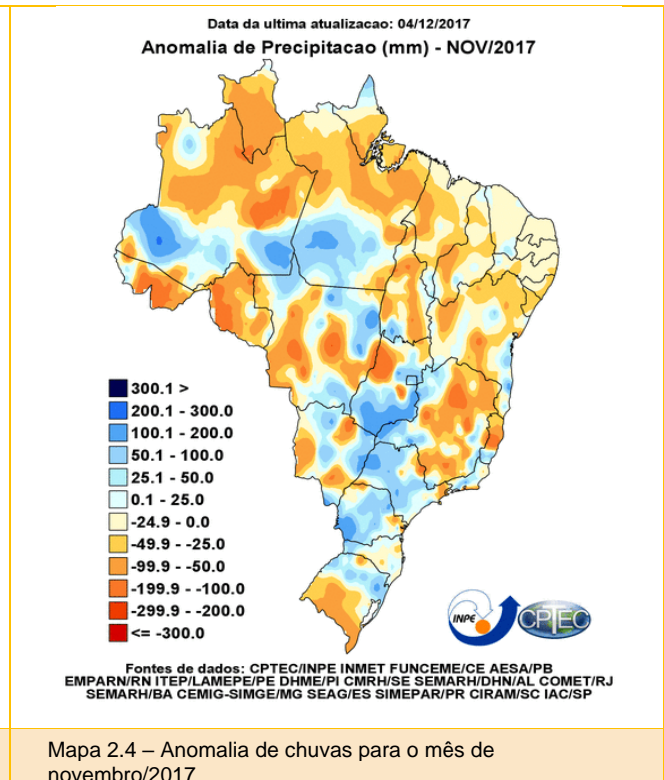 Data da ultima atualizacao: 04/12/2017
Anomalia de Precipitacao (mm) - NOV/2017
300.1 >
200.1 - 300.0
100.1 - 200.0
50.1 - 100.0
25.1 - 50.0
0.1 - 25.0
-24.9 - 0.0
-49.9 - -25.0
-99.9 - -50.0
-199.9 - -100.0
-299.9 - -200.0
<= -300.0
INPE
CPTEC
Fontes de dados: CPTEC/INPE INMET FUNCEME/CE AESA/PB
EMPARN/RN ITEP/LAMEPE/PE DHME/PI CMRH/SE SEMARH/DHN/AL COMET/RJ
SEMARH/BA CEMIG-SIMGE/MG SEAG/ES SIMEPAR/PR CIRAM/SC IAC/SP
Mapa 2.4 – Anomalia de chuvas para o mês de
novembro/2017